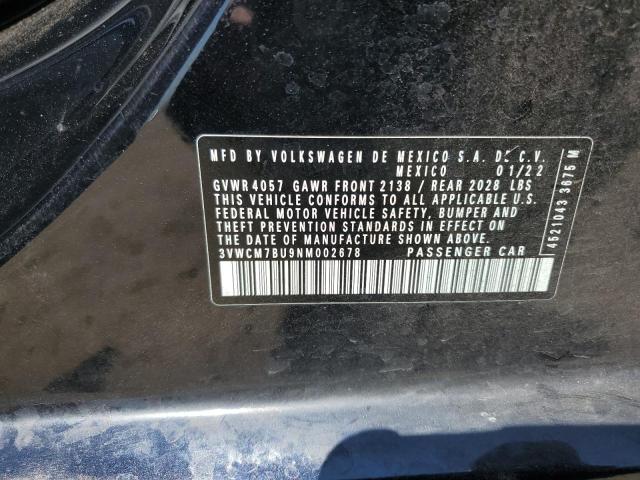 MFD BY VOLKSWAGEN DE MEXICO S.A. DE C.V.
MEXICO 01/22
GVWR 4057 GAWR FRONT 2138 / REAR 2028 LBS
THIS VEHICLE CONFORMS TO ALL APPLICABLE U.S.
FEDERAL MOTOR VEHICLE SAFETY, BUMPER AND
THEFT PREVENTION STANDARDS IN EFFECT ON
THE DATE OF MANUFACTURE SHOWN ABOVE.
3VWCM7BU9NM002678 PASSENGER CAR
4521043 3675 M